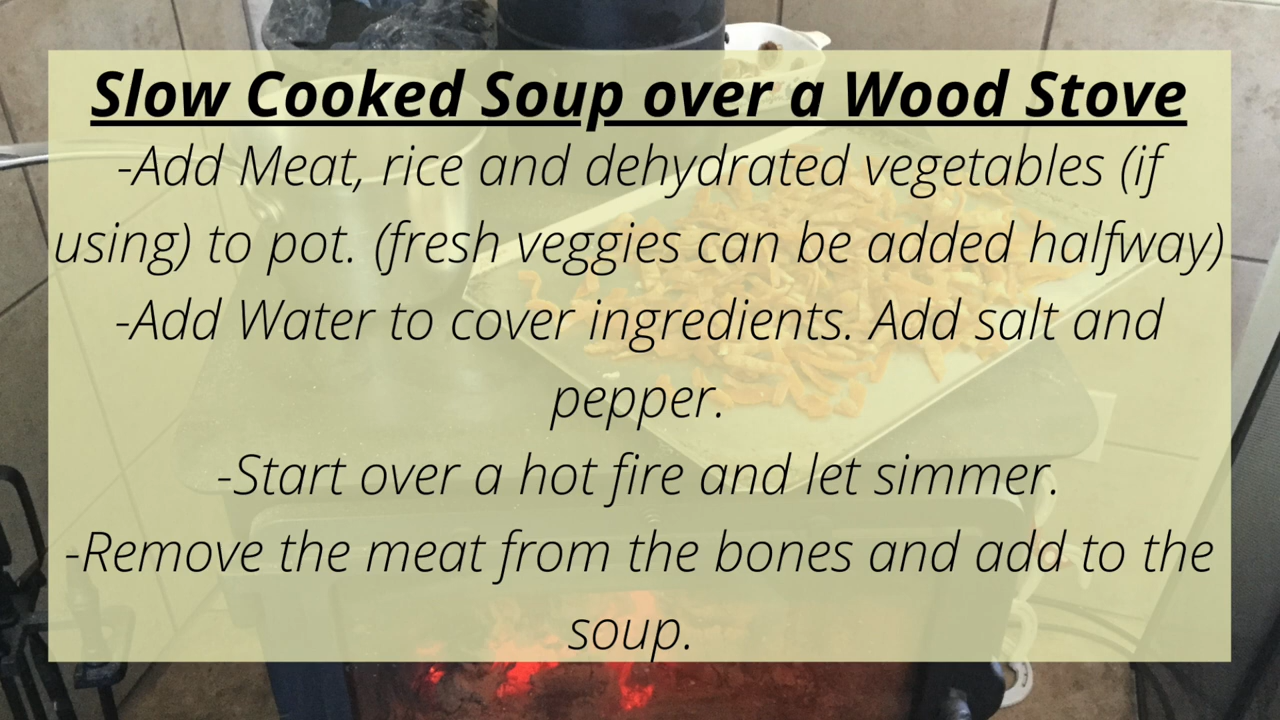 Slow Cooked Soup over a Wood Stove
-Add Meat, rice and dehydrated vegetables (if
using) to pot. (fresh veggies can be added halfway)
-Add Water to cover ingredients. Add salt and
pepper.
-Start over a hot fire and let simmer.
-Remove the meat from the bones and add to the
soup.